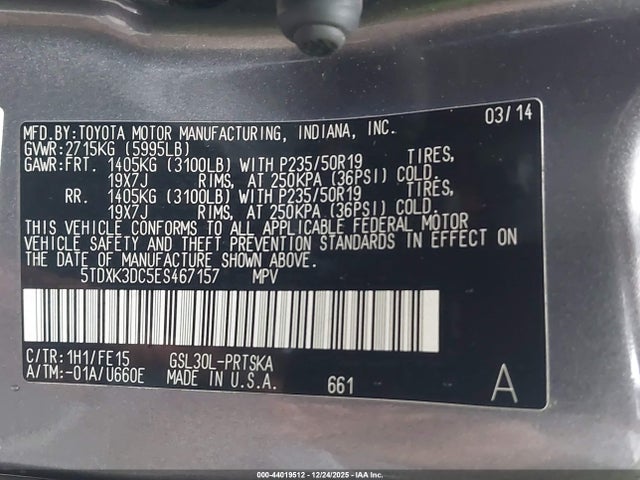 MFD.BY:TOYOTA MOTOR MANUFACTURING, INDIANA, INC. 03/14
GVWR:2715KG (5995LB)
GAWR:FRT. 1405KG (3100LB) WITH P235/50R19 TIRES,
19X7J RIMS, AT 250KPA (36PSI) COLD.
RR. 1405KG (3100LB) WITH P235/50R19 TIRES,
19X7J RIMS, AT 250KPA (36PSI) COLD.
THIS VEHICLE CONFORMS TO ALL APPLICABLE FEDERAL MOTOR
VEHICLE SAFETY AND THEFT PREVENTION STANDARDS IN EFFECT ON
THE DATE OF MANUFACTURE SHOWN ABOVE.
5TDXK3DC5ES467157 MPV
C/TR:1H1/FE15 GSL30L-PRTSKA
A/TM:-01A/U660E MADE IN U.S.A. 661 A
000-44019512 - 12/24/2025 - IAA Inc.